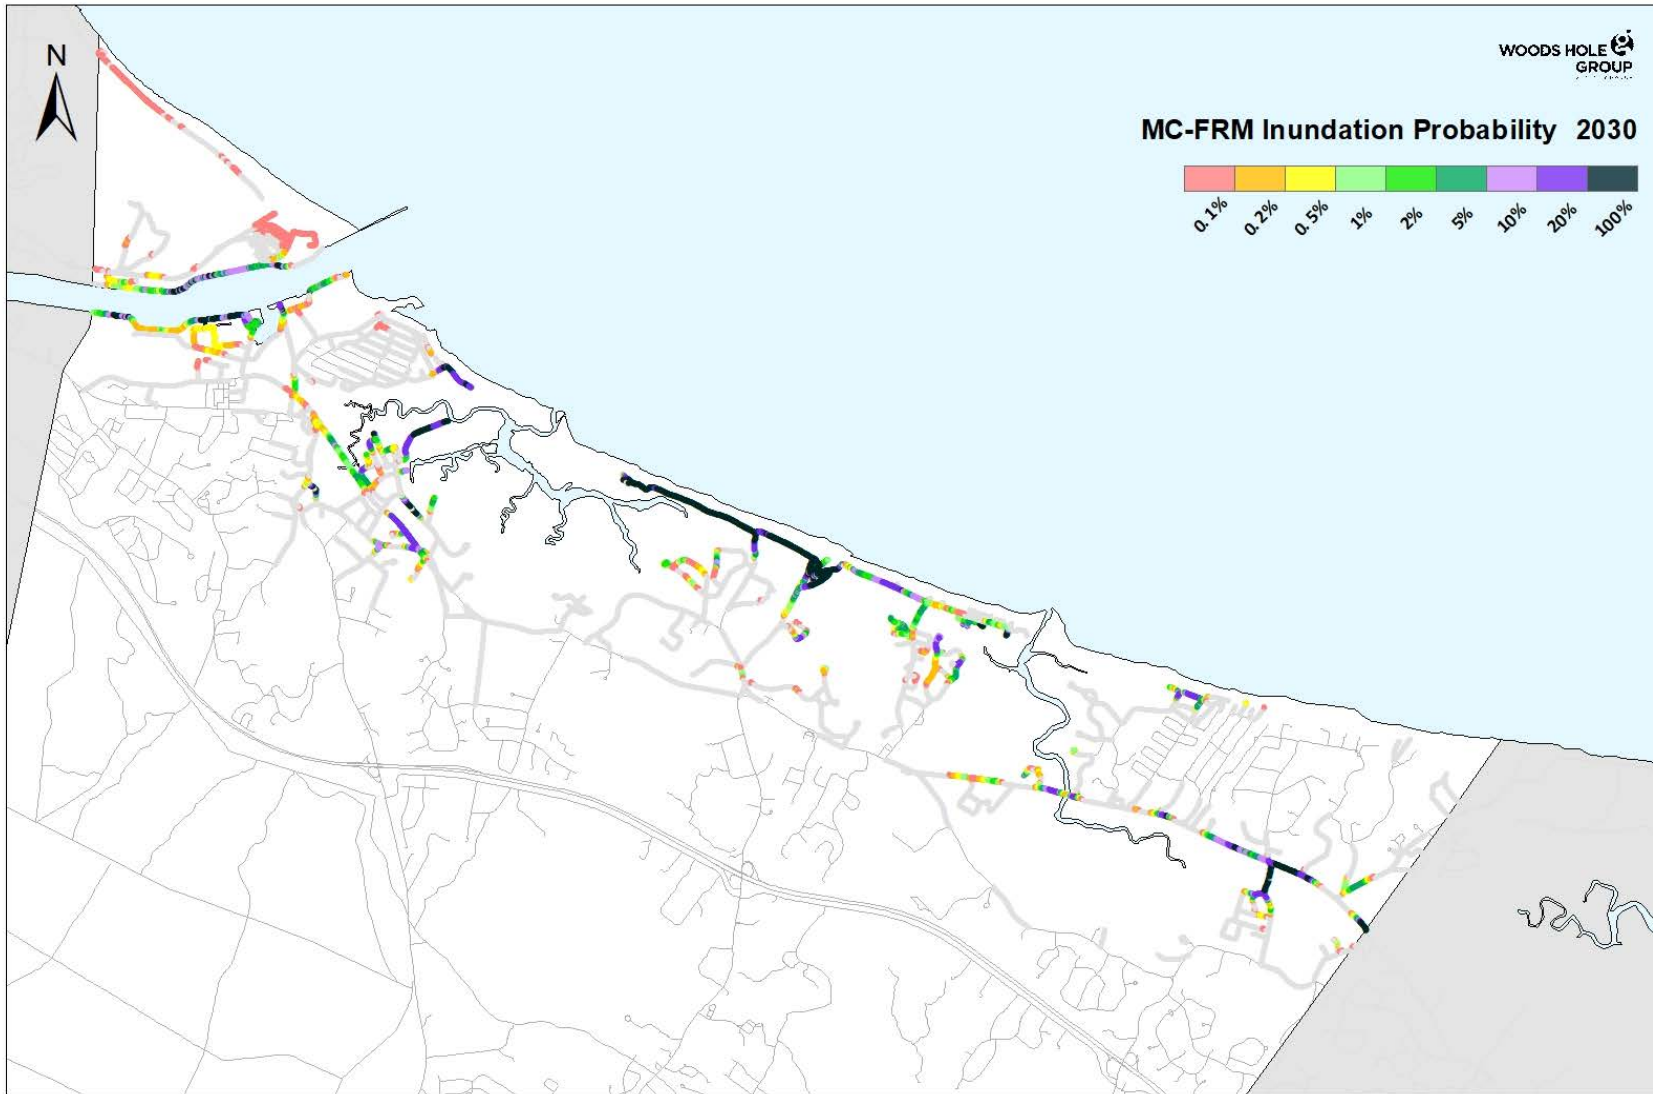 N
WOODS HOLE
GROUP
MC-FRM Inundation Probability 2030
0.1%
0.2%
0.5%
1%
2%
5%
10%
20%
100%